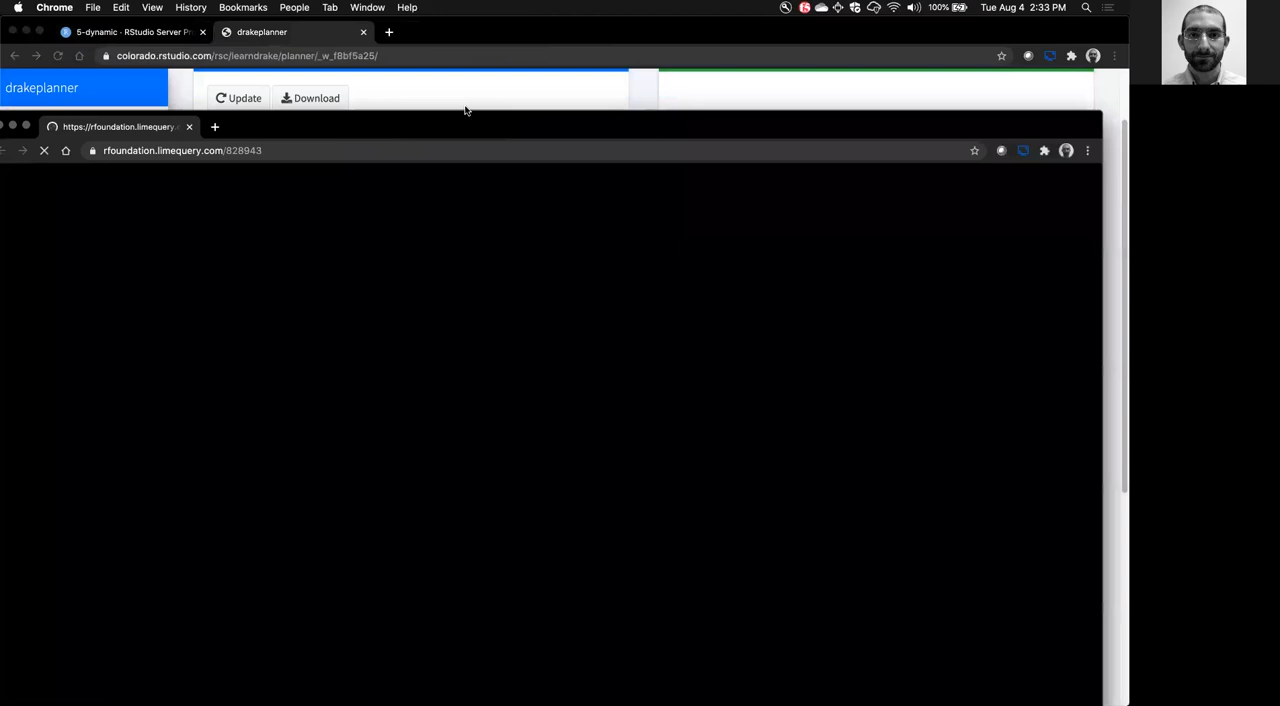 Chrome File Edit View History Bookmarks People Tab Window Help 100% Tue Aug 4 2:33 PM
5-dynamic - RStudio Server Pr drakeplanner
colorado.rstudio.com/rsc/learndrake/planner/_w_f8bf5a25/
drakeplanner
Update Download
https://rfoundation.limequery.
rfoundation.limequery.com/828943